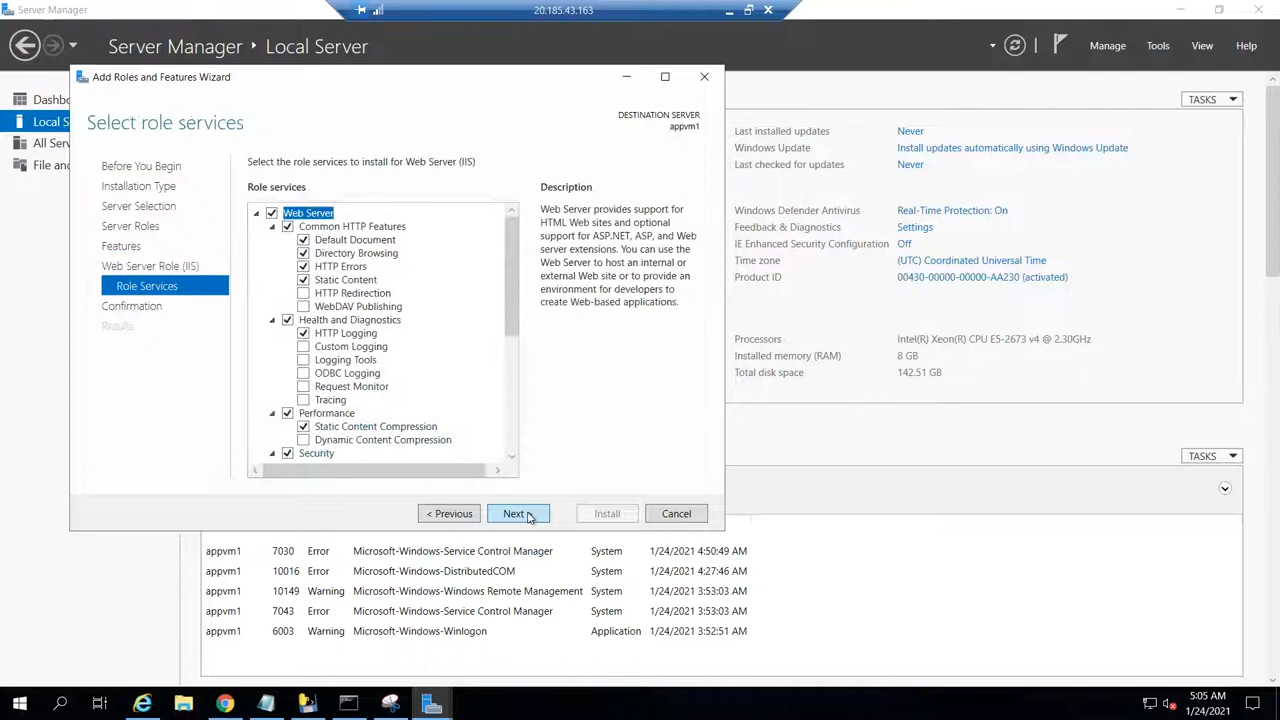 Server Manager
20.185.43.163
Server Manager
Local Server
Manage
Tools
View
Help
Add Roles and Features Wizard
Select role services
DESTINATION SERVER
appvm1
Before You Begin
Installation Type
Server Selection
Server Roles
Features
Web Server Role (IIS)
Role Services
Confirmation
Results
Select the role services to install for Web Server (IIS)
Role services
Web Server
Common HTTP Features
Default Document
Directory Browsing
HTTP Errors
Static Content
HTTP Redirection
WebDAV Publishing
Health and Diagnostics
HTTP Logging
Custom Logging
Logging Tools
ODBC Logging
Request Monitor
Tracing
Performance
Static Content Compression
Dynamic Content Compression
Security
Description
Web Server provides support for
HTML Web sites and optional
support for ASP.NET, ASP, and Web
server extensions. You can use the
Web Server to host an internal or
external Web site or to provide an
environment for developers to
create Web-based applications.
< Previous
Next
Install
Cancel
Local S
All Serv
TASKS
Last installed updates Never
Windows Update Install updates automatically using Windows Update
Last checked for updates Never
Windows Defender Antivirus Real-Time Protection: On
Feedback & Diagnostics Settings
IE Enhanced Security Configuration Off
Time zone (UTC) Coordinated Universal Time
Product ID 00430-00000-00000-AA230 (activated)
Processors Intel(R) Xeon(R) CPU E5-2673 v4 @ 2.30GHz
Installed memory (RAM) 8 GB
Total disk space 142.51 GB
TASKS
appvm1 7030 Error Microsoft-Windows-Service Control Manager System 1/24/2021 4:50:49 AM
appvm1 10016 Error Microsoft-Windows-DistributedCOM System 1/24/2021 4:27:46 AM
appvm1 10149 Warning Microsoft-Windows-Windows Remote Management System 1/24/2021 3:53:03 AM
appvm1 7043 Error Microsoft-Windows-Service Control Manager System 1/24/2021 3:53:03 AM
appvm1 6003 Warning Microsoft-Windows-Winlogon Application 1/24/2021 3:52:51 AM
5:05 AM
1/24/2021